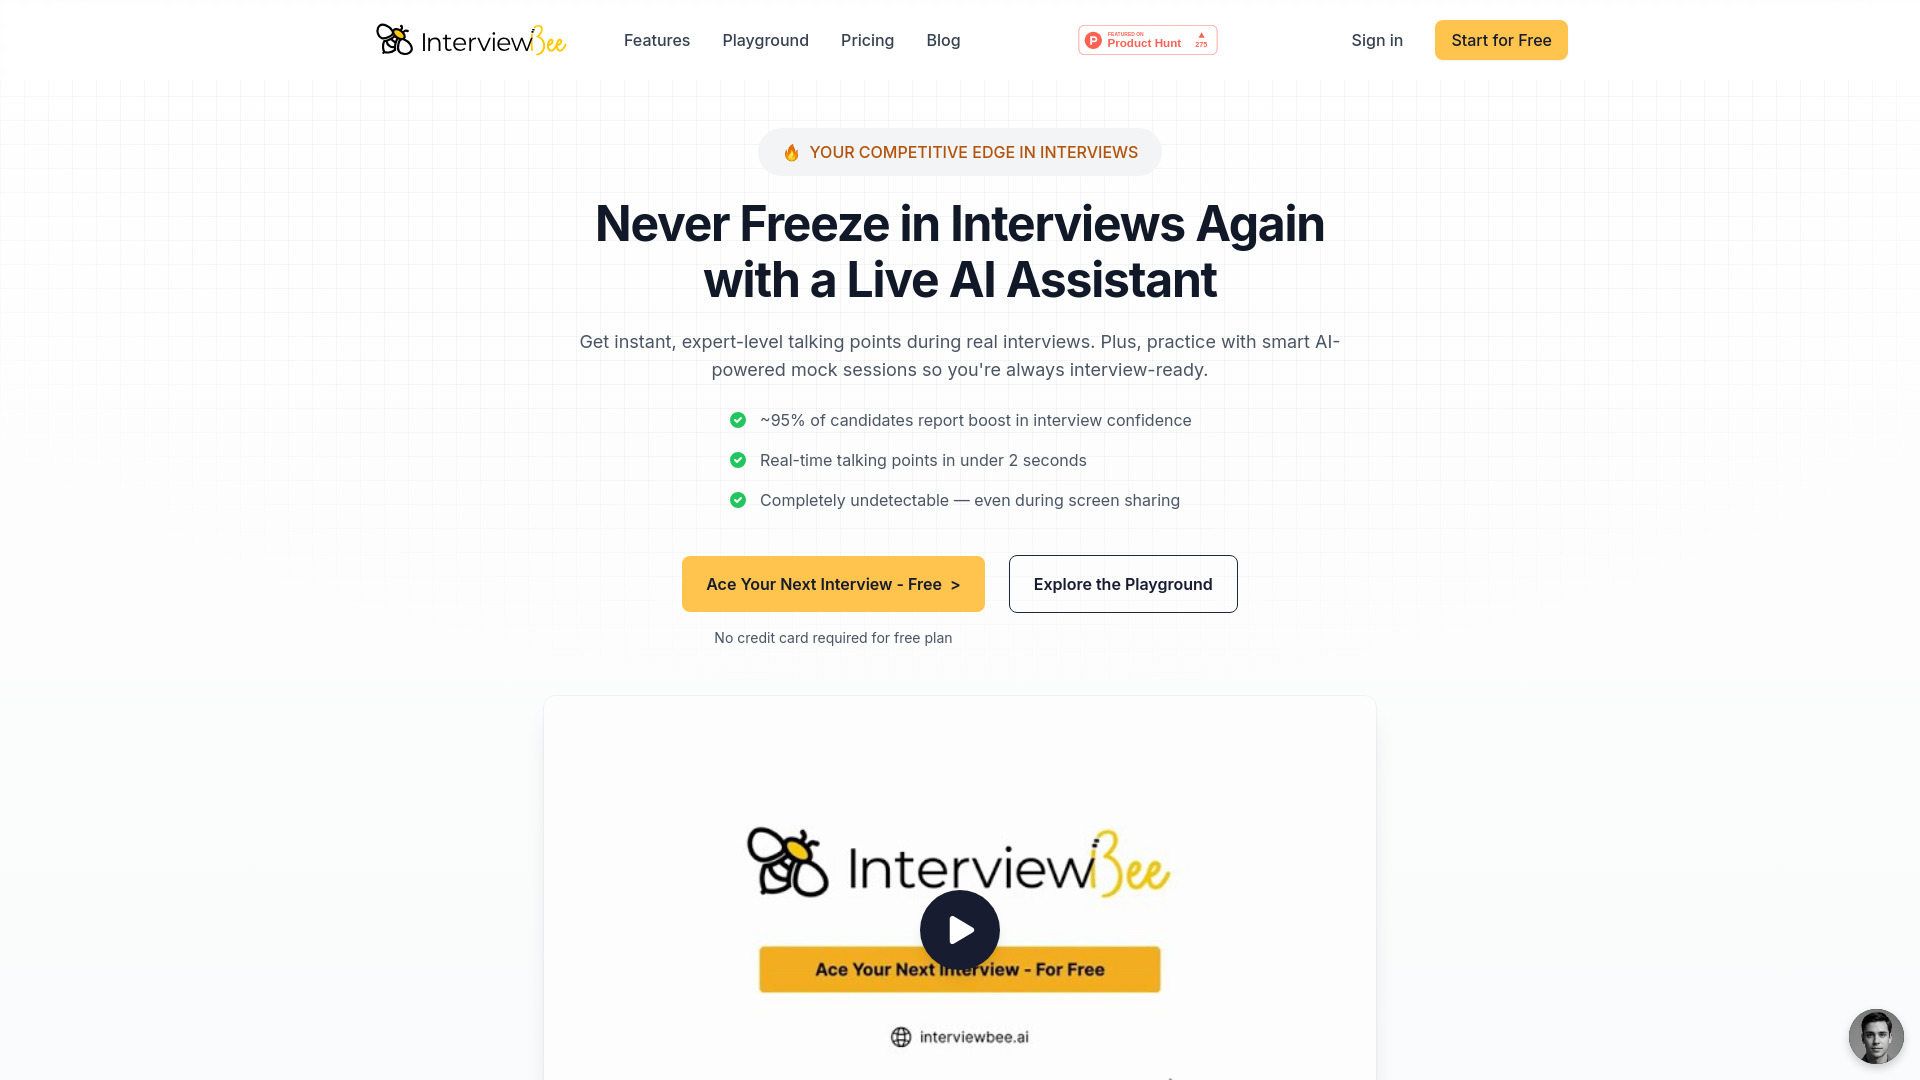 InterviewBee
Features
Playground
Pricing
Blog
FEATURED ON
Product Hunt
275
Sign in
Start for Free
YOUR COMPETITIVE EDGE IN INTERVIEWS
Never Freeze in Interviews Again
with a Live AI Assistant
Get instant, expert-level talking points during real interviews. Plus, practice with smart AI-
powered mock sessions so you're always interview-ready.
~95% of candidates report boost in interview confidence
Real-time talking points in under 2 seconds
Completely undetectable — even during screen sharing
Ace Your Next Interview - Free >
Explore the Playground
No credit card required for free plan
InterviewBee
Ace Your Next Interview - For Free
interviewbee.ai